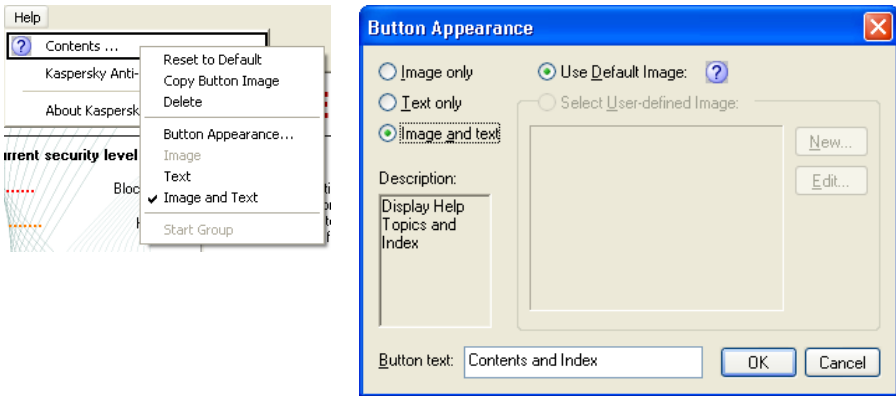 Help
Contents ...
Kaspersky Anti-
About Kaspersk
Reset to Default
Copy Button Image
Delete
Button Appearance...
Image
Text
Image and Text
Start Group
rrent security level
Bloc
Button Appearance
Image only
Text only
Image and text
Use Default Image:
Select User-defined Image:
New...
Edit...
Description:
Display Help
Topics and
Index
Button text: Contents and Index
OK Cancel